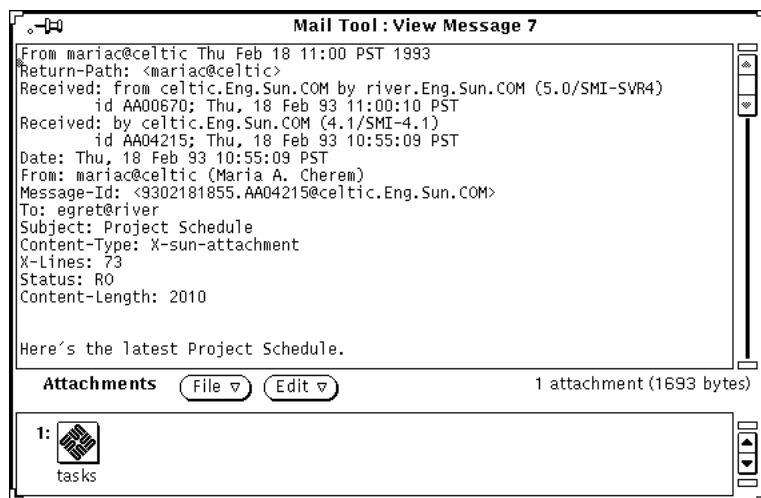 Mail Tool : View Message 7
From mariac@celtic Thu Feb 18 11:00 PST 1993
Return-Path: <mariac@celtic>
Received: from celtic.Eng.Sun.COM by river.Eng.Sun.COM (5.0/SMI-SVR4)
id AA00670; Thu, 18 Feb 93 11:00:10 PST
Received: by celtic.Eng.Sun.COM (4.1/SMI-4.1)
id AA04215; Thu, 18 Feb 93 10:55:09 PST
Date: Thu, 18 Feb 93 10:55:09 PST
From: mariac@celtic (Maria A. Cherem)
Message-Id: <9302181855.AA04215@celtic.Eng.Sun.COM>
To: egret@river
Subject: Project Schedule
Content-Type: X-sun-attachment
X-Lines: 73
Status: RO
Content-Length: 2010
Here´s the latest Project Schedule.
Attachments File Edit 1 attachment (1693 bytes)
1:
tasks